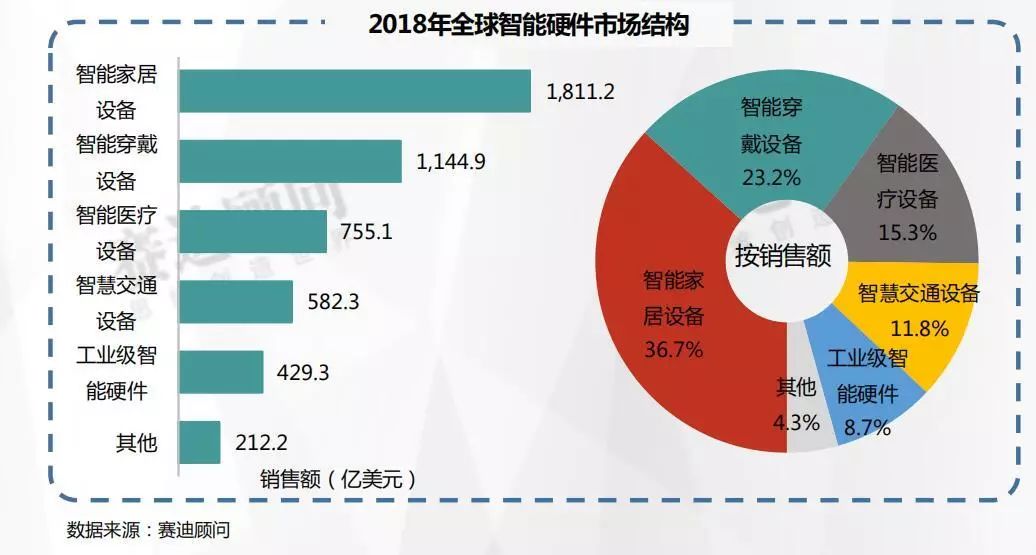 2018年全球智能硬件市场结构
智能家居
设备
1,811.2
智能穿戴
设备
1,144.9
智能医疗
设备
755.1
智慧交通
设备
582.3
工业级智
能硬件
429.3
其他
212.2
销售额（亿美元）
智能穿
戴设备
23.2%
智能医
疗设备
15.3%
按销售额
智能家
居设备
36.7%
智慧交通设备
11.8%
工业级智
能硬件
8.7%
其他
4.3%
赛迪顾问
数据来源：赛迪顾问